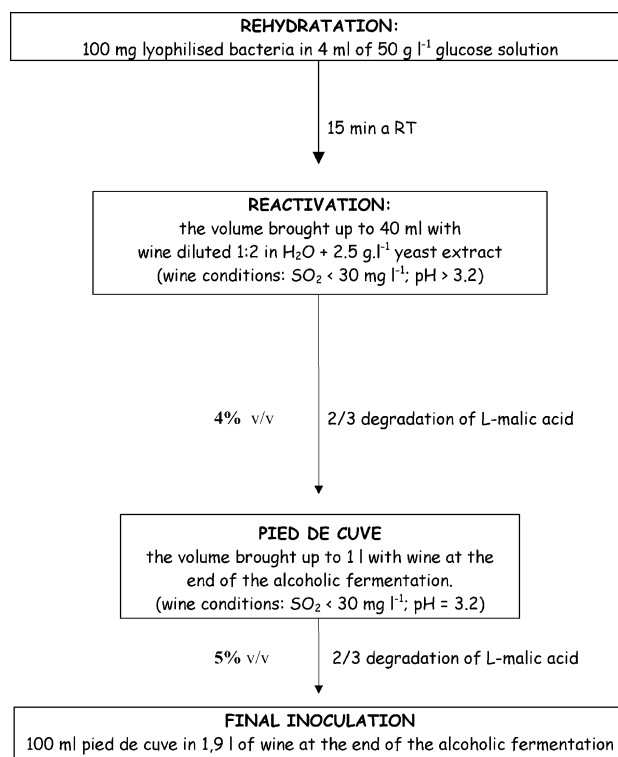 REHYDRATATION:
100 mg lyophilised bacteria in 4 ml of 50 g l⁻¹ glucose solution
15 min a RT
REACTIVATION:
the volume brought up to 40 ml with
wine diluted 1:2 in H₂O + 2.5 g.l⁻¹ yeast extract
(wine conditions: SO₂ < 30 mg l⁻¹; pH > 3.2)
4% v/v 2/3 degradation of L-malic acid
PIED DE CUVE
the volume brought up to 1 l with wine at the
end of the alcoholic fermentation.
(wine conditions: SO₂ < 30 mg l⁻¹; pH = 3.2)
5% v/v 2/3 degradation of L-malic acid
FINAL INOCULATION
100 ml pied de cuve in 1,9 l of wine at the end of the alcoholic fermentation